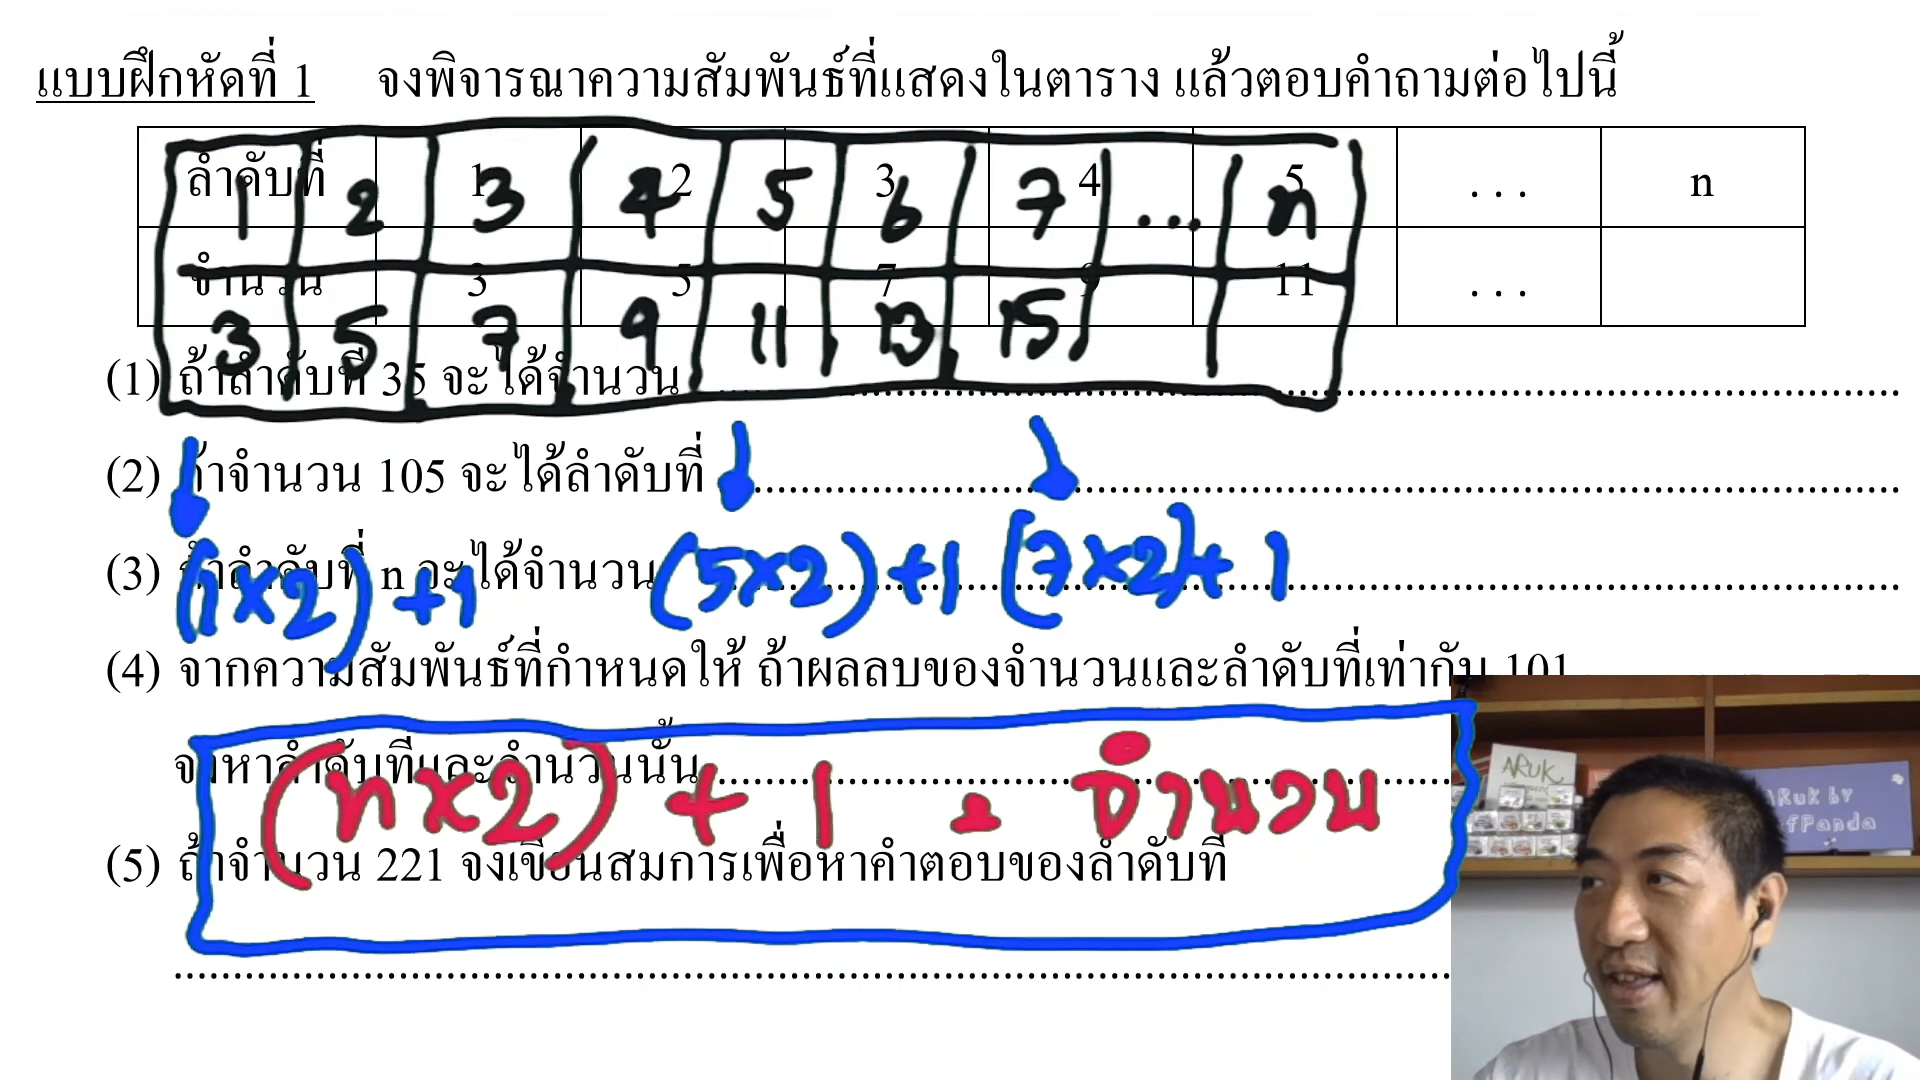 แบบฝึกหัดที่ 1 จงพิจารณาความสัมพันธ์ที่แสดงในตาราง แล้วตอบคำถามต่อไปนี้
ลำดับที่ 1 2 3 4 5 ... n
จำนวน 3 5 7 9 11 ...
1 2 3 4 5 6 7 ... n
3 5 7 9 11 13 15
(1) ถ้าลำดับที่ 35 จะได้จำนวน
(2) ถ้าจำนวน 105 จะได้ลำดับที่
(3) ถ้าลำดับที่ n จะได้จำนวน
(1×2)+1 (5×2)+1 (7×2)+1
(4) จากความสัมพันธ์ที่กำหนดให้ ถ้าผลลบของจำนวนและลำดับที่เท่ากับ 101
จงหาลำดับที่และจำนวนนั้น
(n×2)+1 = จำนวน
(5) ถ้าจำนวน 221 จงเขียนสมการเพื่อหาคำตอบของลำดับที่
ARUK
ARUK by
fPanda